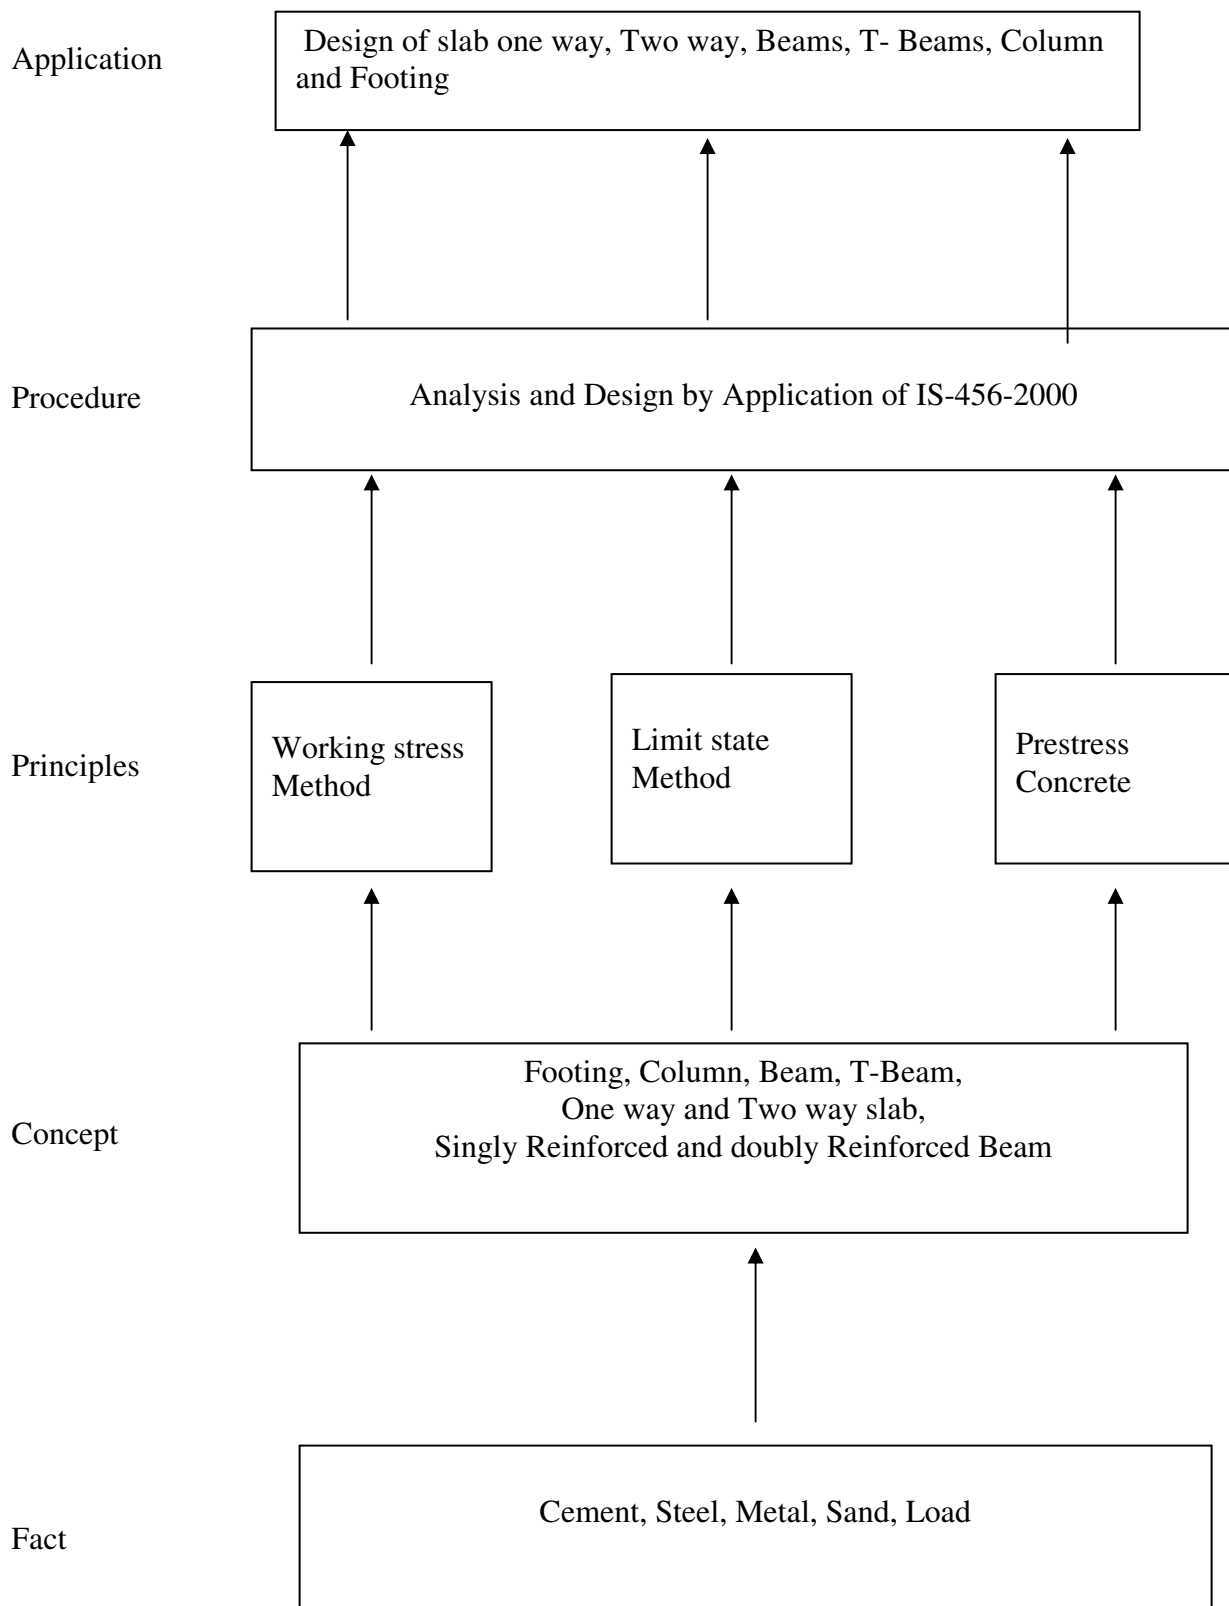 Application
Design of slab one way, Two way, Beams, T- Beams, Column
and Footing
Procedure
Analysis and Design by Application of IS-456-2000
Principles
Working stress
Method
Limit state
Method
Prestress
Concrete
Concept
Footing, Column, Beam, T-Beam,
One way and Two way slab,
Singly Reinforced and doubly Reinforced Beam
Fact
Cement, Steel, Metal, Sand, Load